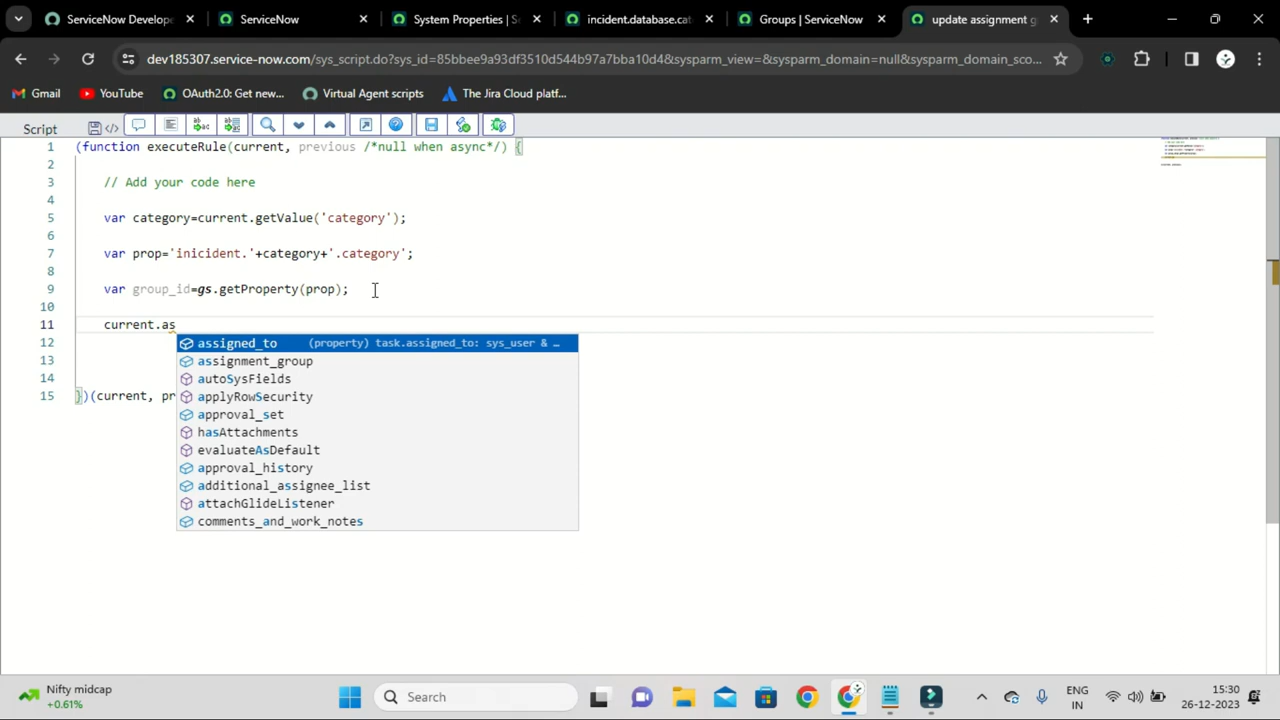 ServiceNow Develope
ServiceNow
System Properties | Se
incident.database.cat
Groups | ServiceNow
update assignment g
dev185307.service-now.com/sys_script.do?sys_id=85bbee9a93df3510d544b97a7bba10d4&sysparm_view=&sysparm_domain=null&sysparm_domain_sco...
Gmail
YouTube
OAuth2.0: Get new...
Virtual Agent scripts
The Jira Cloud platf...
Script
1 (function executeRule(current, previous /*null when async*/) {
2
3 // Add your code here
4
5 var category=current.getValue('category');
6
7 var prop='inicident.'+category+'.category';
8
9 var group_id=gs.getProperty(prop);
10
11 current.as
12 assigned_to (property) task.assigned_to: sys_user & …
13 assignment_group
14 autoSysFields
15 })(current, pr applyRowSecurity
approval_set
hasAttachments
evaluateAsDefault
approval_history
additional_assignee_list
attachGlideListener
comments_and_work_notes
Nifty midcap
+0.61%
Search
ENG
IN
15:30
26-12-2023